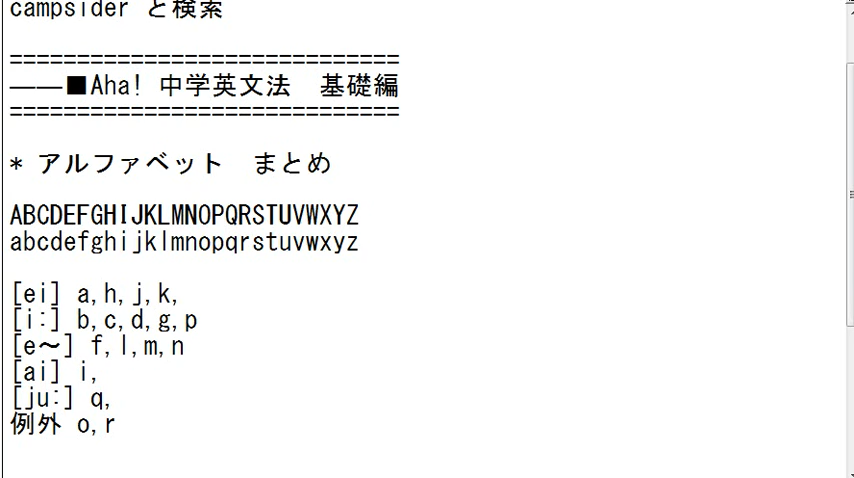 campsider と検索
=============================
――■Aha! 中学英文法　基礎編
=============================
* アルファベット　まとめ
ABCDEFGHIJKLMNOPQRSTUVWXYZ
abcdefghijklmnopqrstuvwxyz
[ei] a,h,j,k,
[i:] b,c,d,g,p
[e～] f,l,m,n
[ai] i,
[ju:] q,
例外 o,r